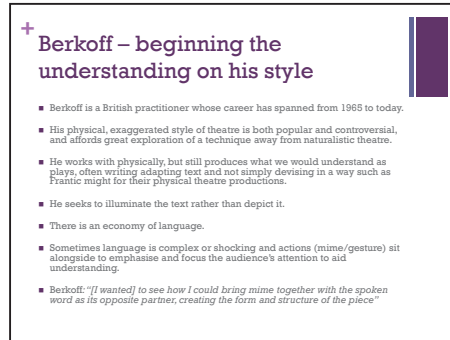 +
Berkoff – beginning the
understanding on his style
■ Berkoff is a British practitioner whose career has spanned from 1965 to today.
■ His physical, exaggerated style of theatre is both popular and controversial,
and affords great exploration of a technique away from naturalistic theatre.
■ He works with physically, but still produces what we would understand as
plays, often writing adapting text and not simply devising in a way such as
Frantic might for their physical theatre productions.
■ He seeks to illuminate the text rather than depict it.
■ There is an economy of language.
■ Sometimes language is complex or shocking and actions (mime/gesture) sit
alongside to emphasise and focus the audience's attention to aid
understanding.
■ Berkoff: "[I wanted] to see how I could bring mime together with the spoken
word as its opposite partner, creating the form and structure of the piece"